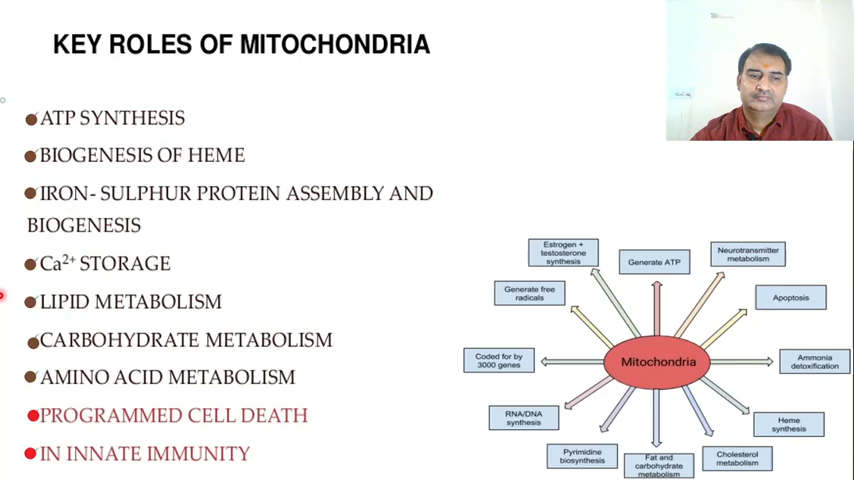 KEY ROLES OF MITOCHONDRIA
ATP SYNTHESIS
BIOGENESIS OF HEME
IRON- SULPHUR PROTEIN ASSEMBLY AND
BIOGENESIS
Ca²⁺ STORAGE
LIPID METABOLISM
CARBOHYDRATE METABOLISM
AMINO ACID METABOLISM
PROGRAMMED CELL DEATH
IN INNATE IMMUNITY
Estrogen +
testosterone
synthesis
Generate ATP
Neurotransmitter
metabolism
Generate free
radicals
Apoptosis
Coded for by
3000 genes
Mitochondria
Ammonia
detoxification
RNA/DNA
synthesis
Heme
synthesis
Pyrimidine
biosynthesis
Fat and
carbohydrate
metabolism
Cholesterol
metabolism